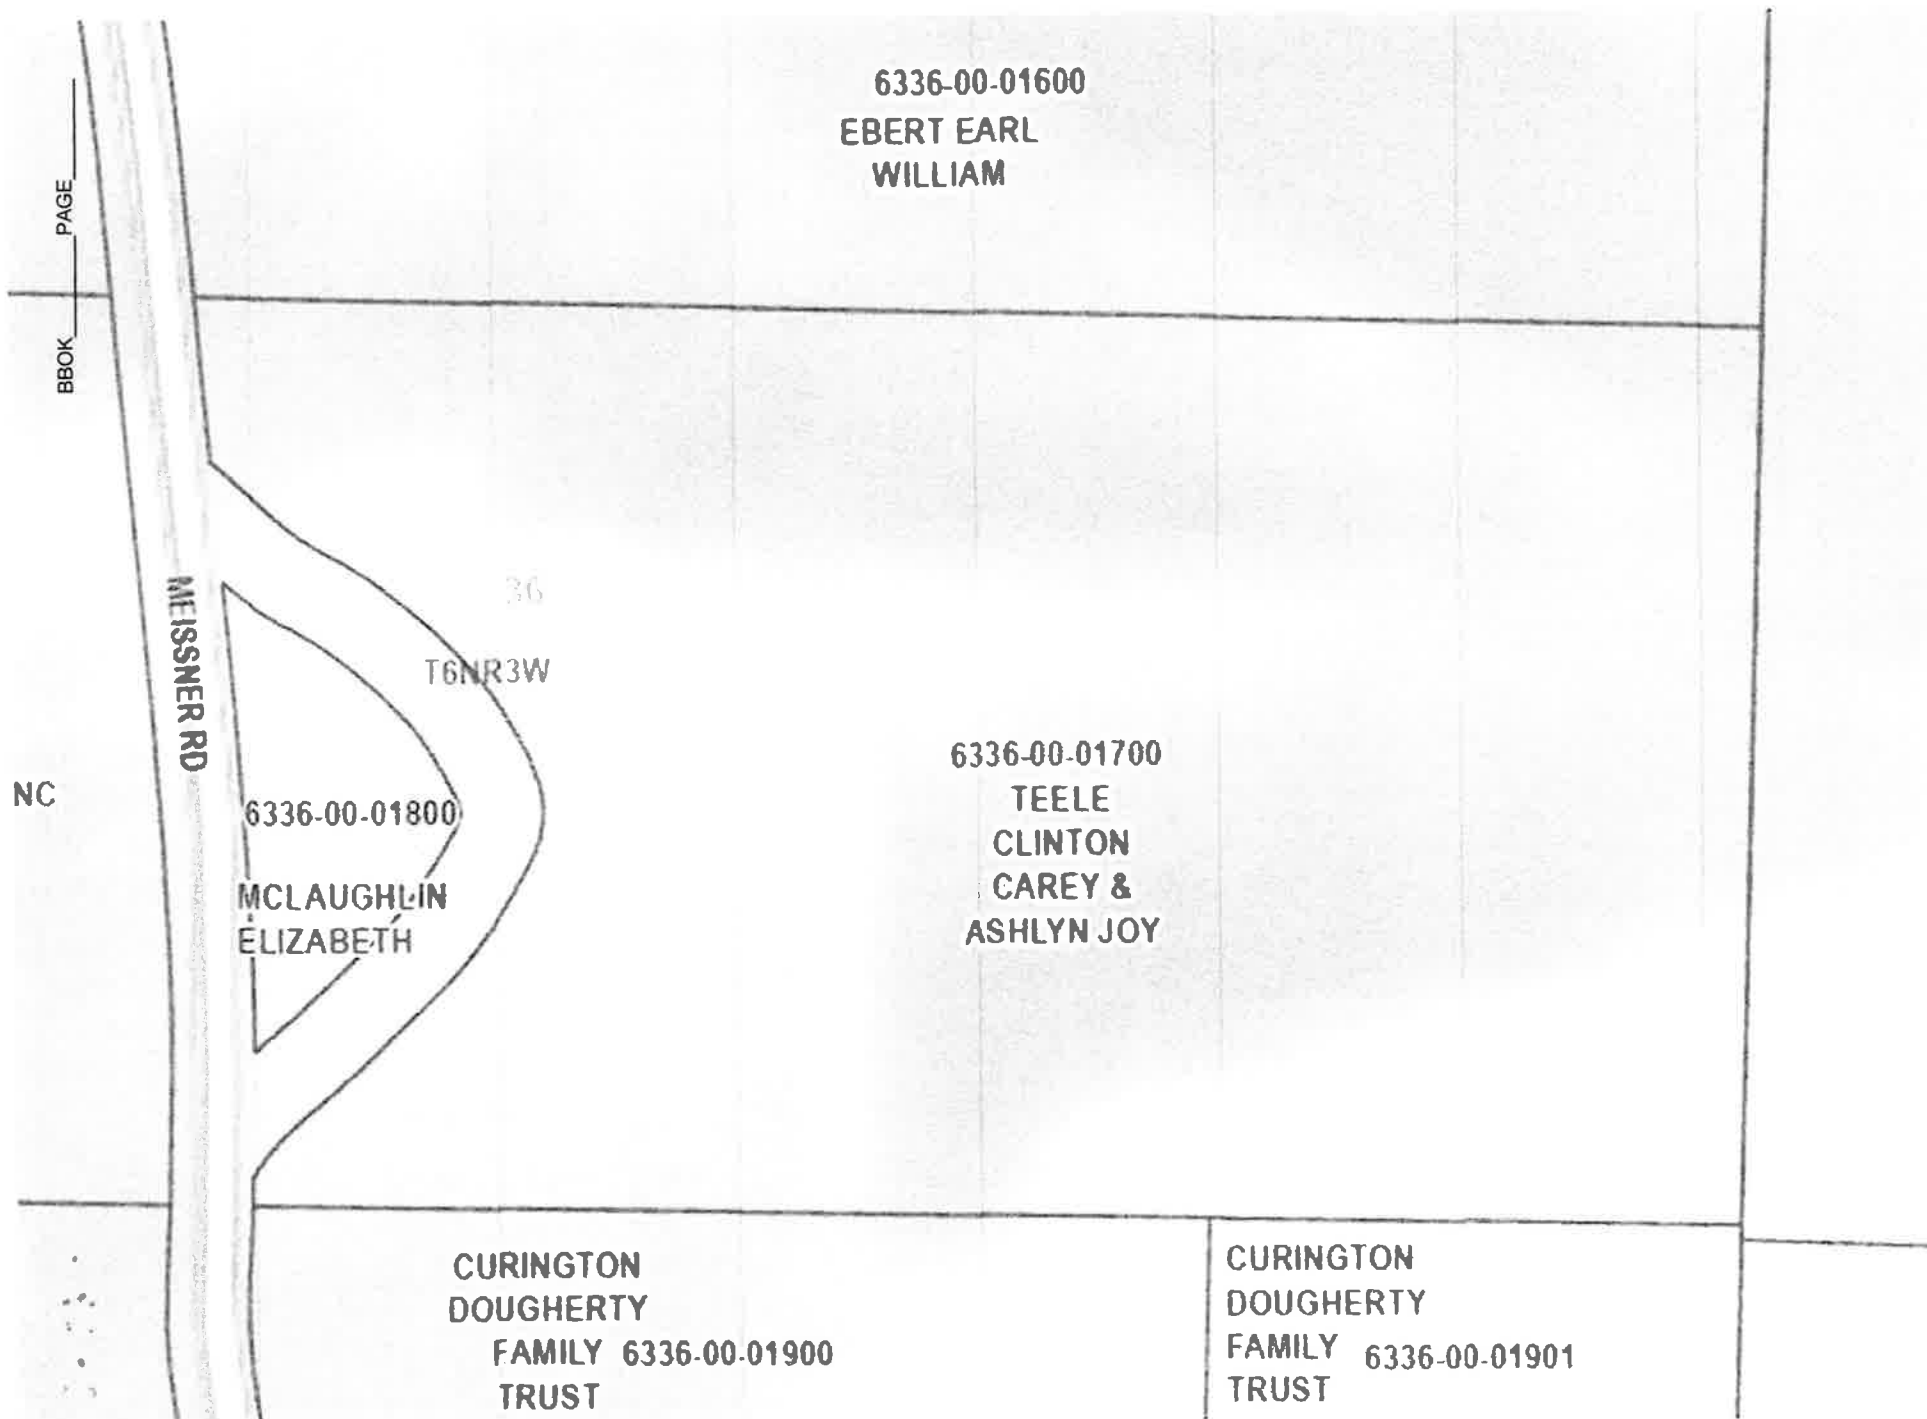 6336-00-01600
EBERT EARL
WILLIAM
BBOK____ PAGE____
36
T6NR3W
MEISSNER RD
NC
6336-00-01800
MCLAUGHLIN
ELIZABETH
6336-00-01700
TEELE
CLINTON
CAREY &
ASHLYN JOY
CURINGTON
DOUGHERTY
FAMILY 6336-00-01900
TRUST
CURINGTON
DOUGHERTY
FAMILY 6336-00-01901
TRUST